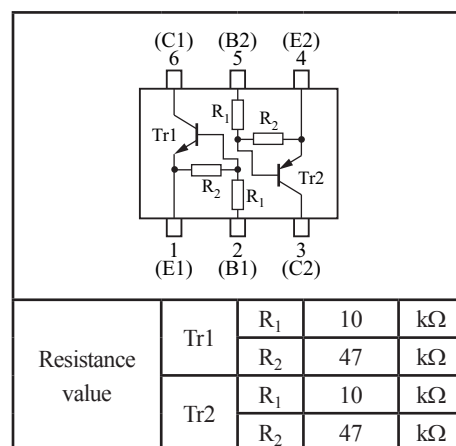 (C1) (B2) (E2)
6 5 4
R1
R2
Tr1
Tr2
R2
R1
1 2 3
(E1) (B1) (C2)
Resistance value
Tr1 R1 10 kΩ
R2 47 kΩ
Tr2 R1 10 kΩ
R2 47 kΩ